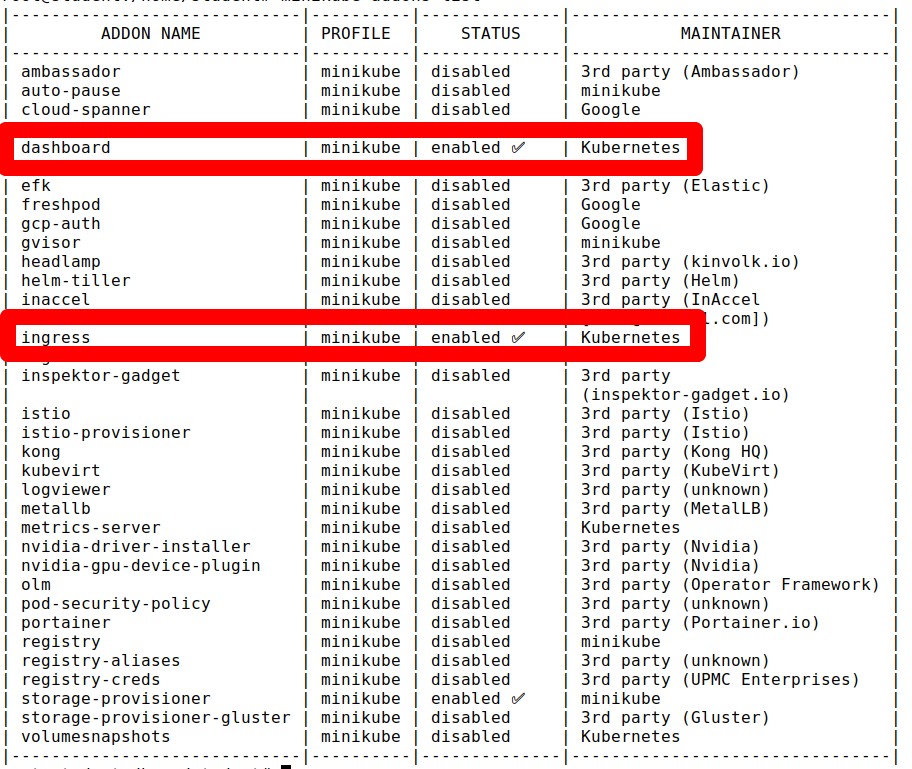 | ADDON NAME | PROFILE | STATUS | MAINTAINER |
| ambassador | minikube | disabled | 3rd party (Ambassador) |
| auto-pause | minikube | disabled | minikube |
| cloud-spanner | minikube | disabled | Google |
| dashboard | minikube | enabled ✅ | Kubernetes
| efk | minikube | disabled | 3rd party (Elastic) |
| freshpod | minikube | disabled | Google |
| gcp-auth | minikube | disabled | Google |
| gvisor | minikube | disabled | minikube |
| headlamp | minikube | disabled | 3rd party (kinvolk.io) |
| helm-tiller | minikube | disabled | 3rd party (Helm) |
| inaccel | minikube | disabled | 3rd party (InAccel |
.com]) |
| ingress | minikube | enabled ✅ | Kubernetes |
| inspektor-gadget | minikube | disabled | 3rd party |
| | | | (inspektor-gadget.io) |
| istio | minikube | disabled | 3rd party (Istio) |
| istio-provisioner | minikube | disabled | 3rd party (Istio) |
| kong | minikube | disabled | 3rd party (Kong HQ) |
| kubevirt | minikube | disabled | 3rd party (KubeVirt) |
| logviewer | minikube | disabled | 3rd party (unknown) |
| metallb | minikube | disabled | 3rd party (MetalLB) |
| metrics-server | minikube | disabled | Kubernetes |
| nvidia-driver-installer | minikube | disabled | 3rd party (Nvidia) |
| nvidia-gpu-device-plugin | minikube | disabled | 3rd party (Nvidia) |
| olm | minikube | disabled | 3rd party (Operator Framework) |
| pod-security-policy | minikube | disabled | 3rd party (unknown) |
| portainer | minikube | disabled | 3rd party (Portainer.io) |
| registry | minikube | disabled | minikube |
| registry-aliases | minikube | disabled | 3rd party (unknown) |
| registry-creds | minikube | disabled | 3rd party (UPMC Enterprises) |
| storage-provisioner | minikube | enabled ✅ | minikube |
| storage-provisioner-gluster | minikube | disabled | 3rd party (Gluster) |
| volumesnapshots | minikube | disabled | Kubernetes |